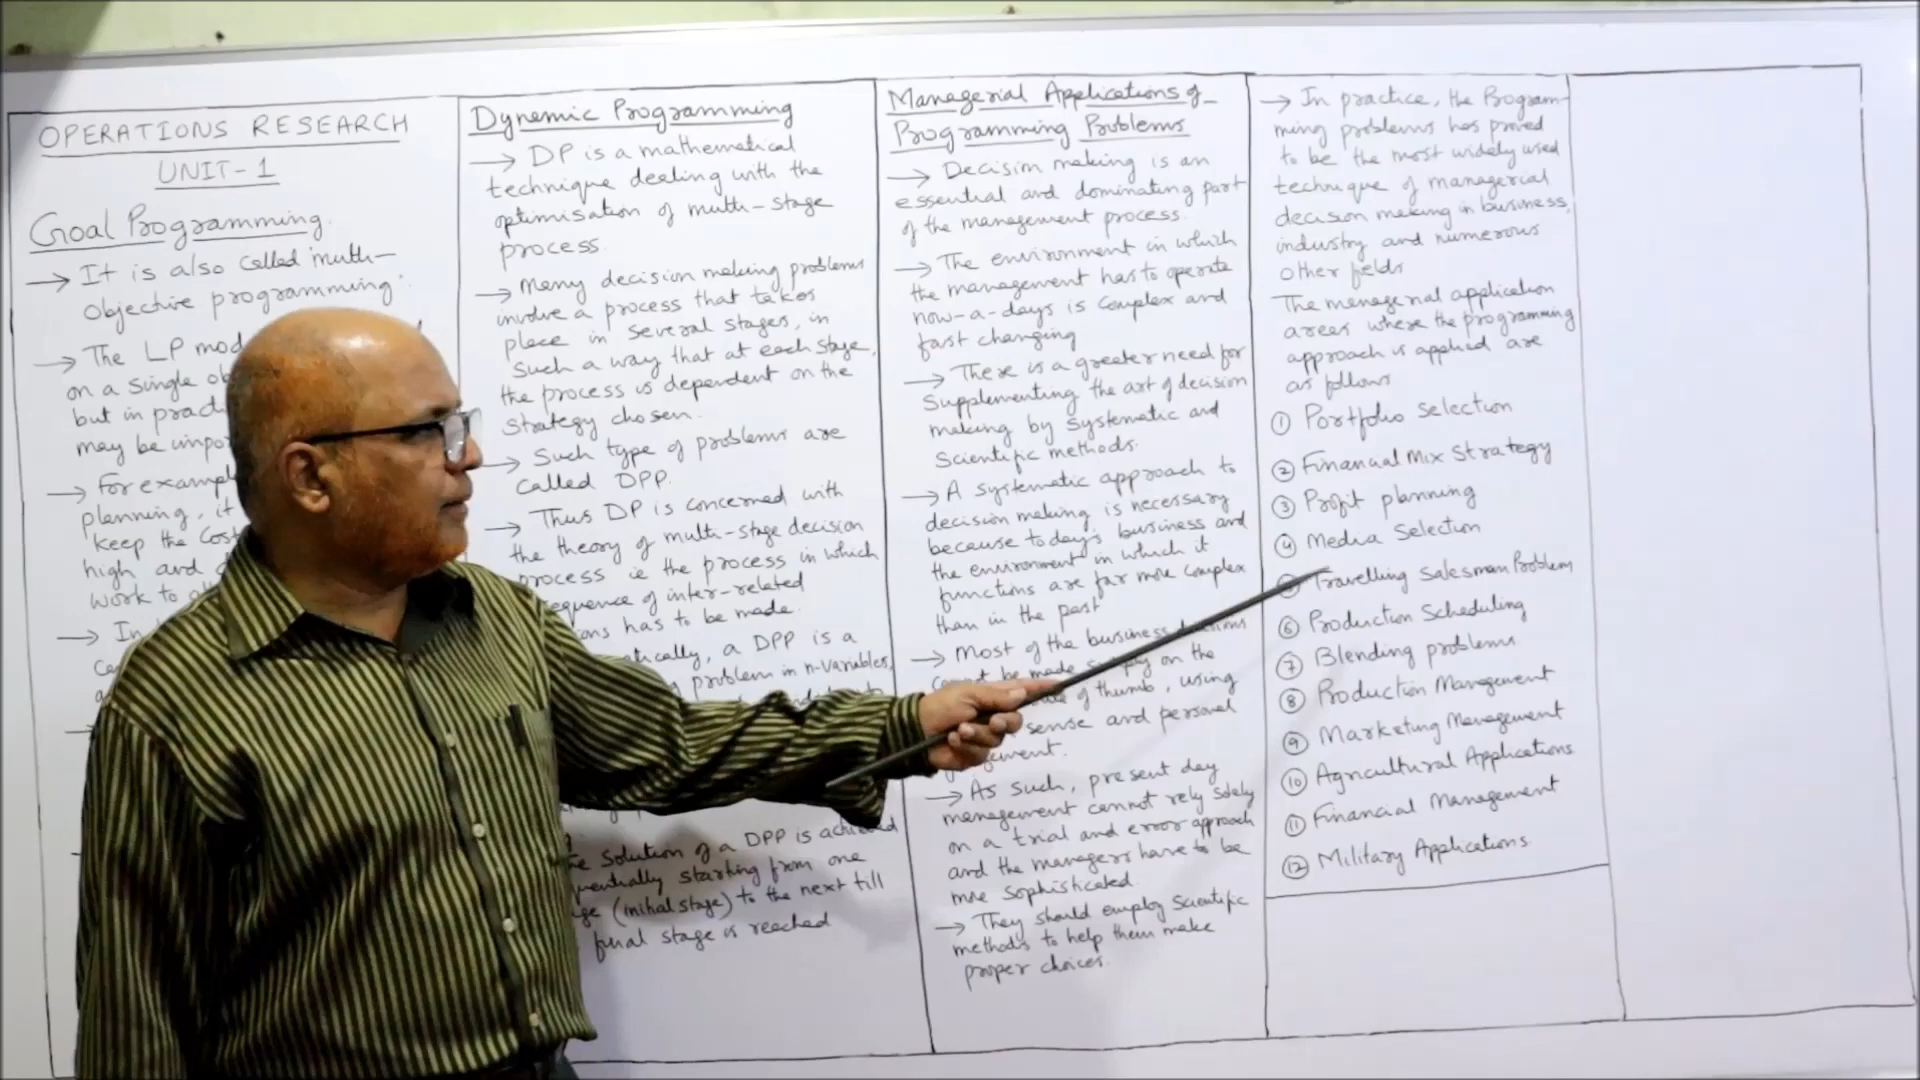 OPERATIONS RESEARCH
UNIT-1
Goal Programming
→ It is also called multi-
Objective programming.
→ The LP mod
on a single ob
but in practi
may be impor
→ For exampl
planning, it
keep the cost
high and
work to
→ In
Dynemic Programming
→ DP is a mathematical
technique dealing with the
optimisation of multi-stage
process.
→ Many decision making problems
involve a process that takes
place in several stages, in
Such a way that at each stage,
the process is dependent on the
strategy chosen.
→ Such type of problems are
called DPP.
→ Thus DP is concerned with
the theory of multi-stage decision
process ie the process in which
equence of inter-related
ons has to be made.
tically, a DPP is a
problem in n-variables,
he solution of a DPP is achieved
uentially starting from one
ge (initial stage) to the next till
final stage is reached
Managerial Applications of
Programming Problems
→ Decision making is an
essential and dominating part
of the management process.
→ The environment in which
the management has to operate
now-a-days is complex and
fast changing
→ There is a greater need for
Supplementing the art of decision
making by systematic and
Scientific methods.
→ A systematic approach to
decision making is necessary
because today's business and
the environment in which it
functions are far more complex
than in the past
→ Most of the business
be made simply on the
of thumb, using
sense and personal
gement.
→ As such, present day
management cannot rely solely
on a trial and error approach
and the managers have to be
more sophisticated.
→ They should employ scientific
methods to help them make
proper choices.
→ In practice, the Program-
ming problems has proved
to be the most widely used
technique of managerial
decision making in business,
industry and numerous
other fields
The managerial application
areas where the programming
approach is applied are
as follows
① Portfolio Selection
② Financial Mix Strategy
③ Profit planning
④ Media Selection
Travelling Salesman Problem
⑥ Production Scheduling
⑦ Blending problems
⑧ Production Management
⑨ Marketing Management
⑩ Agricultural Applications
⑪ Financial Management
⑫ Military Applications